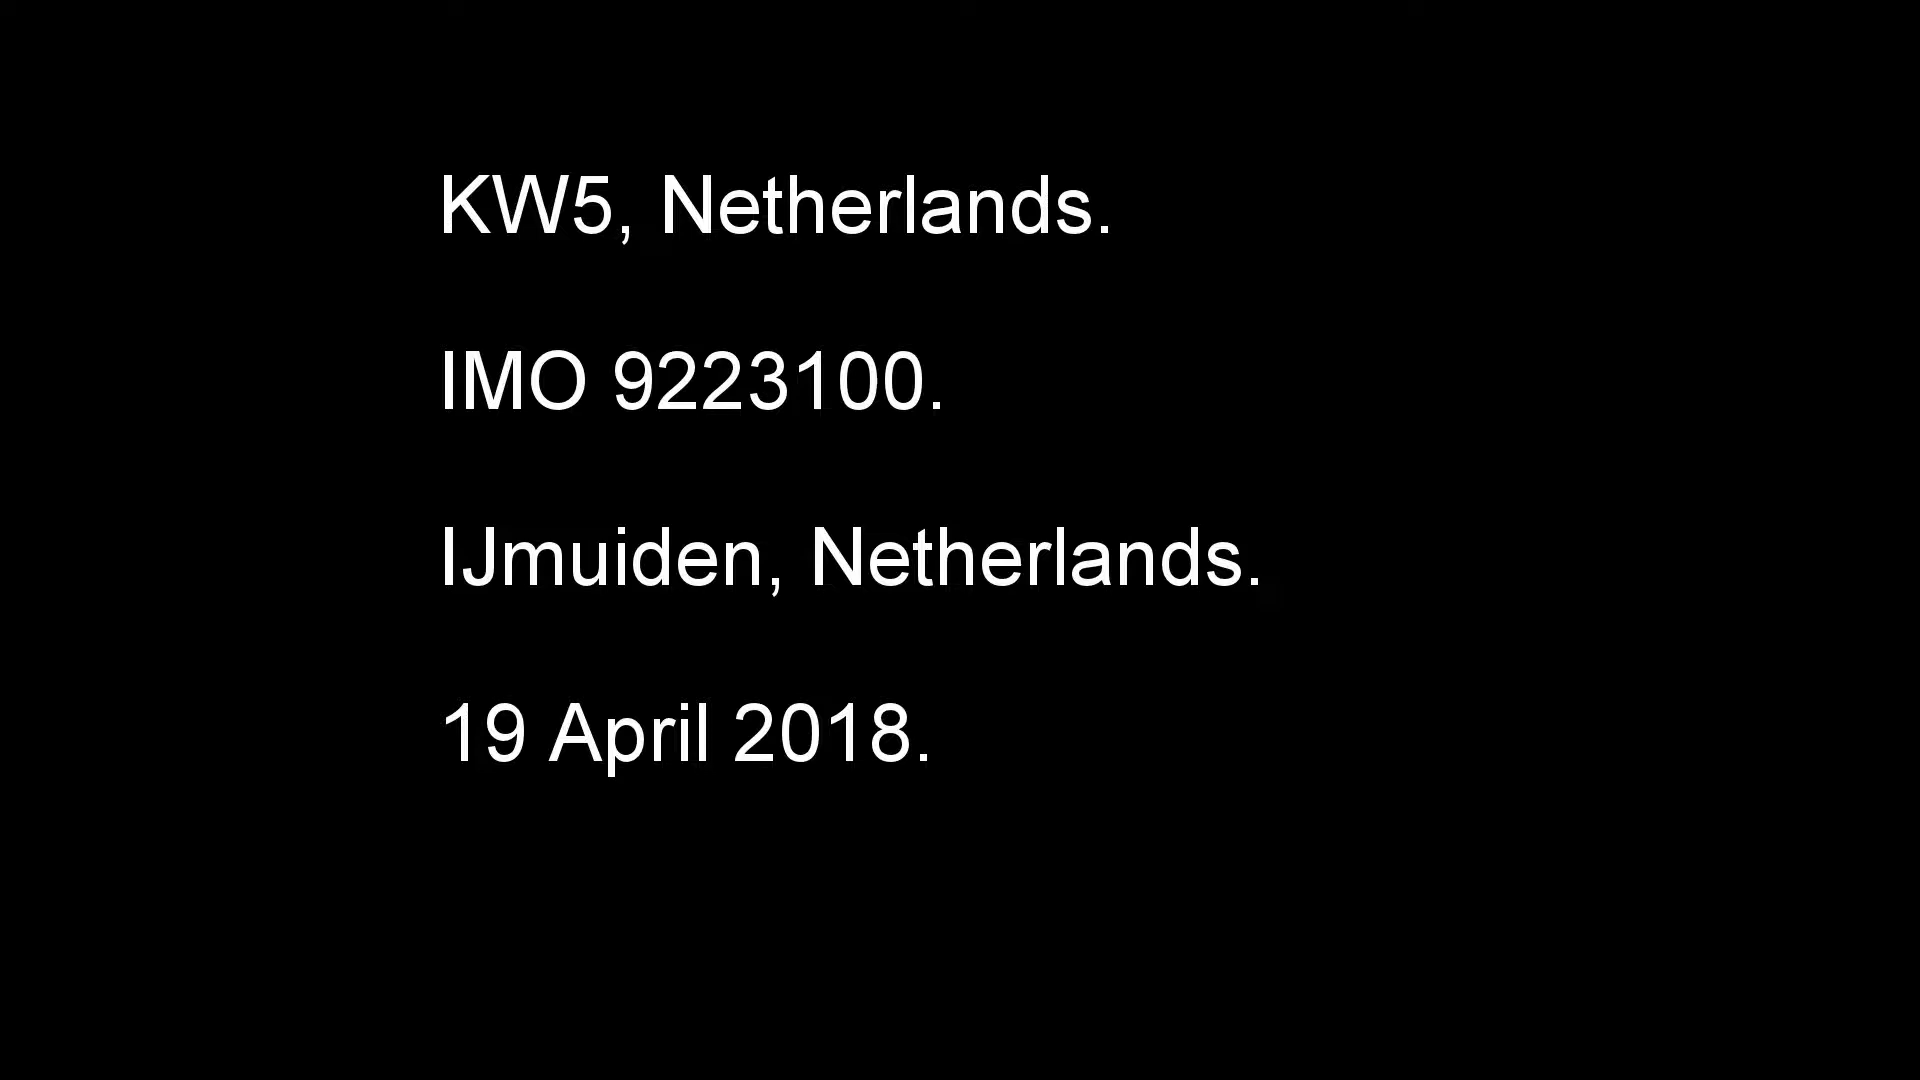 KW5, Netherlands.
IMO 9223100.
IJmuiden, Netherlands.
19 April 2018.